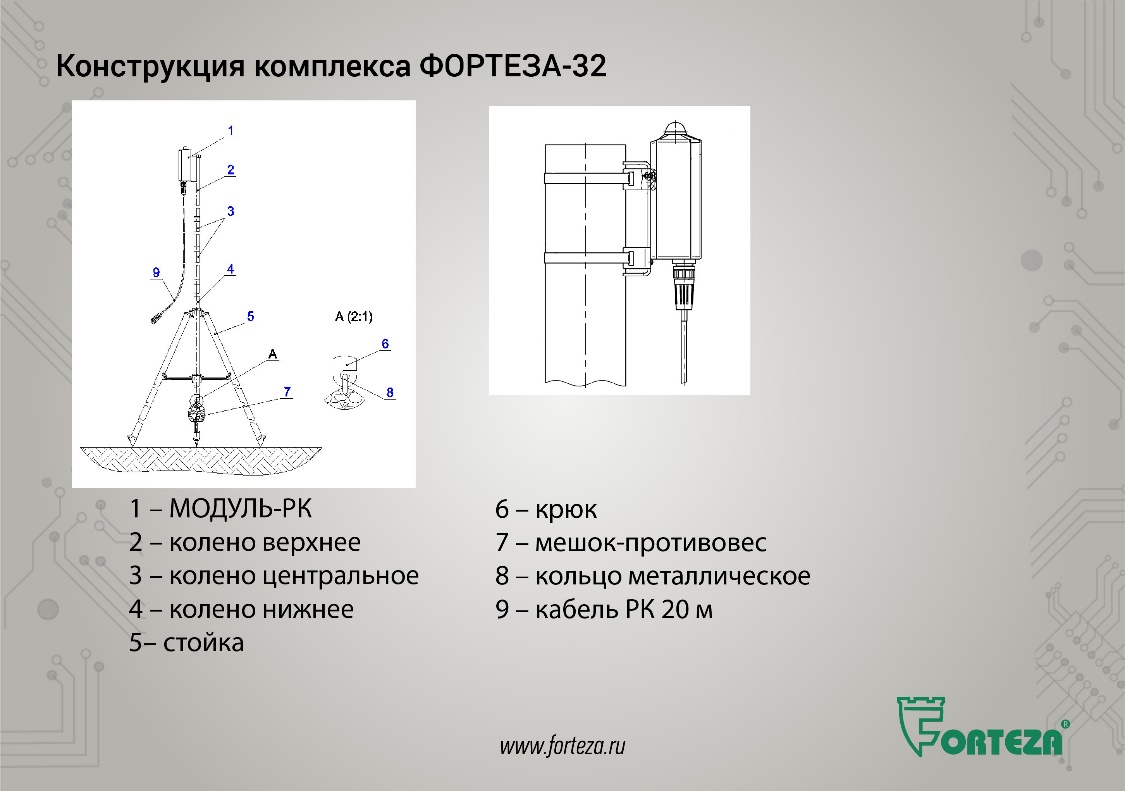 Конструкция комплекса ФОРТЕЗА-32
1
2
3
4
9
5
А (2:1)
6
А
7
8
1 – МОДУЛЬ-РК
2 – колено верхнее
3 – колено центральное
4 – колено нижнее
5– стойка
6 – крюк
7 – мешок-противовес
8 – кольцо металлическое
9 – кабель РК 20 м
www.forteza.ru
FORTEZA®